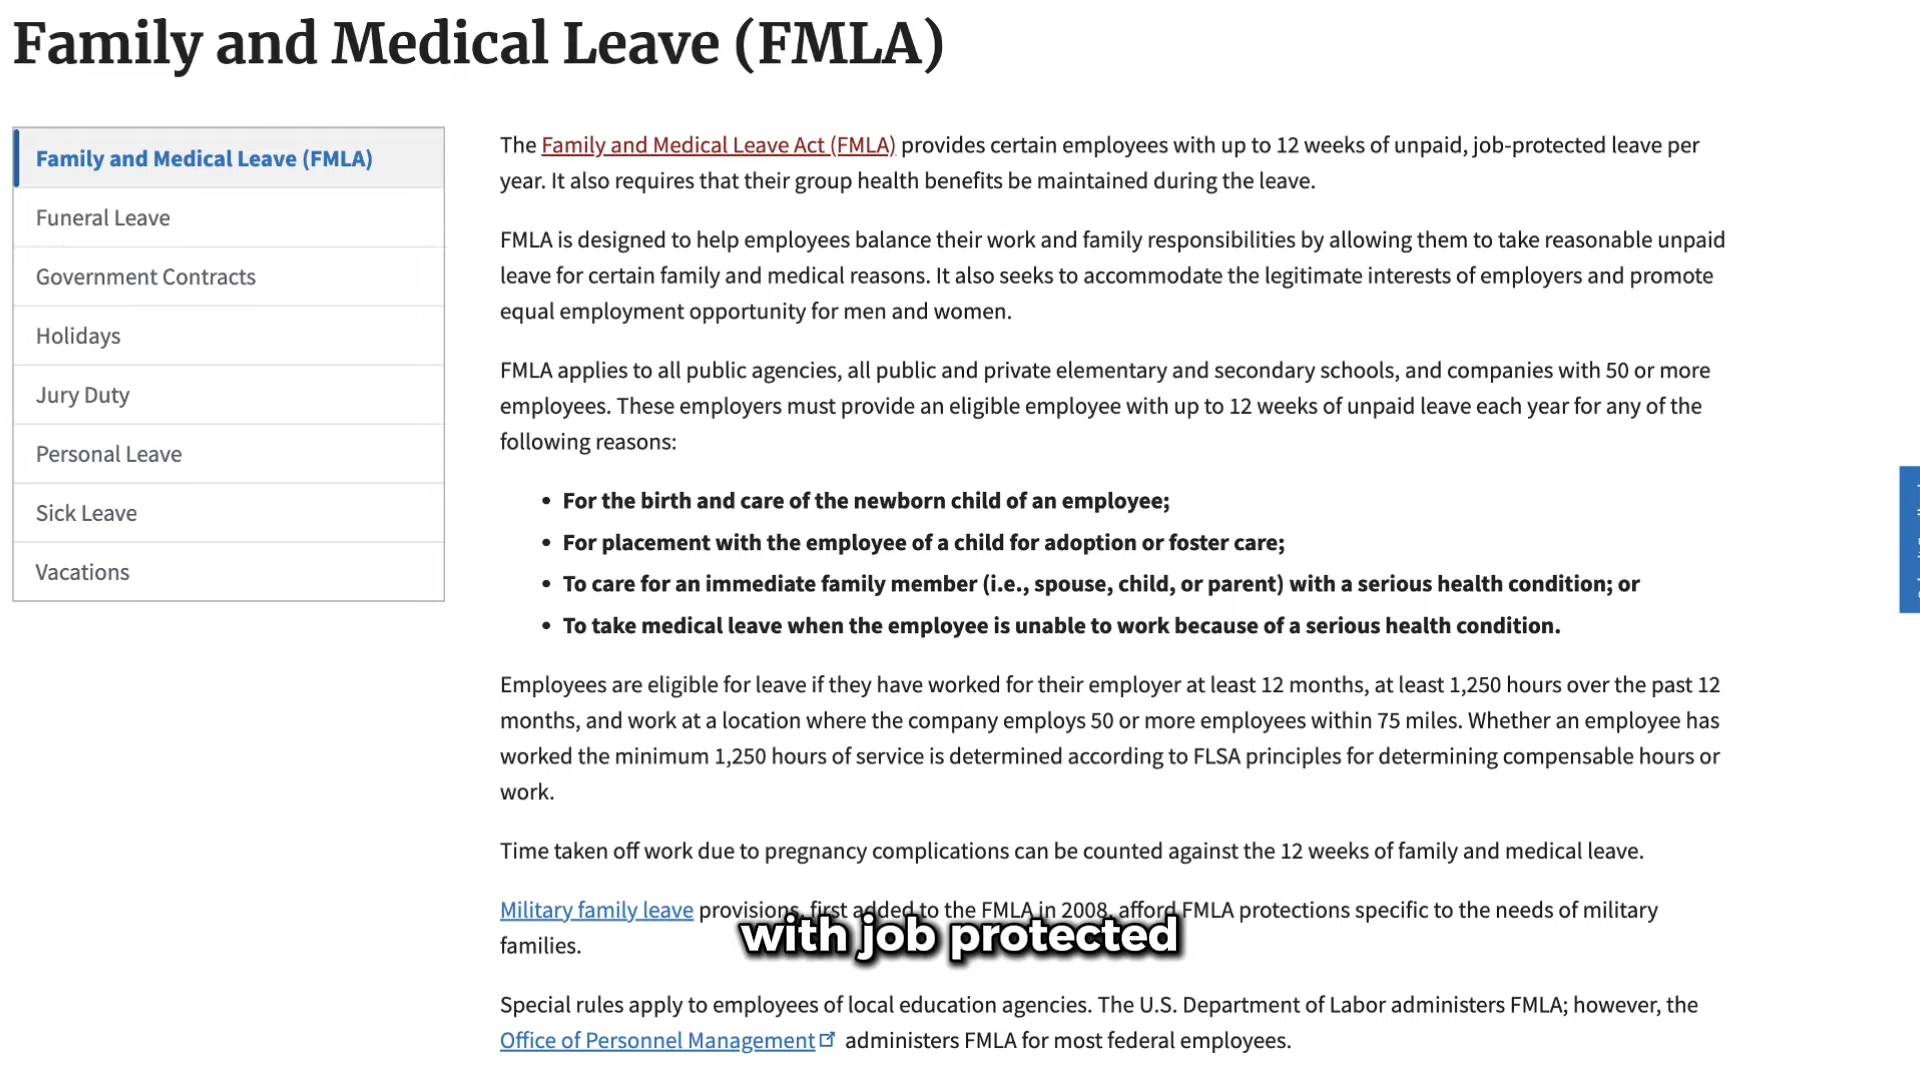 Family and Medical Leave (FMLA)
Family and Medical Leave (FMLA)
Funeral Leave
Government Contracts
Holidays
Jury Duty
Personal Leave
Sick Leave
Vacations
The Family and Medical Leave Act (FMLA) provides certain employees with up to 12 weeks of unpaid, job-protected leave per
year. It also requires that their group health benefits be maintained during the leave.
FMLA is designed to help employees balance their work and family responsibilities by allowing them to take reasonable unpaid
leave for certain family and medical reasons. It also seeks to accommodate the legitimate interests of employers and promote
equal employment opportunity for men and women.
FMLA applies to all public agencies, all public and private elementary and secondary schools, and companies with 50 or more
employees. These employers must provide an eligible employee with up to 12 weeks of unpaid leave each year for any of the
following reasons:
• For the birth and care of the newborn child of an employee;
• For placement with the employee of a child for adoption or foster care;
• To care for an immediate family member (i.e., spouse, child, or parent) with a serious health condition; or
• To take medical leave when the employee is unable to work because of a serious health condition.
Employees are eligible for leave if they have worked for their employer at least 12 months, at least 1,250 hours over the past 12
months, and work at a location where the company employs 50 or more employees within 75 miles. Whether an employee has
worked the minimum 1,250 hours of service is determined according to FLSA principles for determining compensable hours or
work.
Time taken off work due to pregnancy complications can be counted against the 12 weeks of family and medical leave.
Military family leave provisions, first added to the FMLA in 2008, afford FMLA protections specific to the needs of military
families.
with job protected
Special rules apply to employees of local education agencies. The U.S. Department of Labor administers FMLA; however, the
Office of Personnel Management administers FMLA for most federal employees.